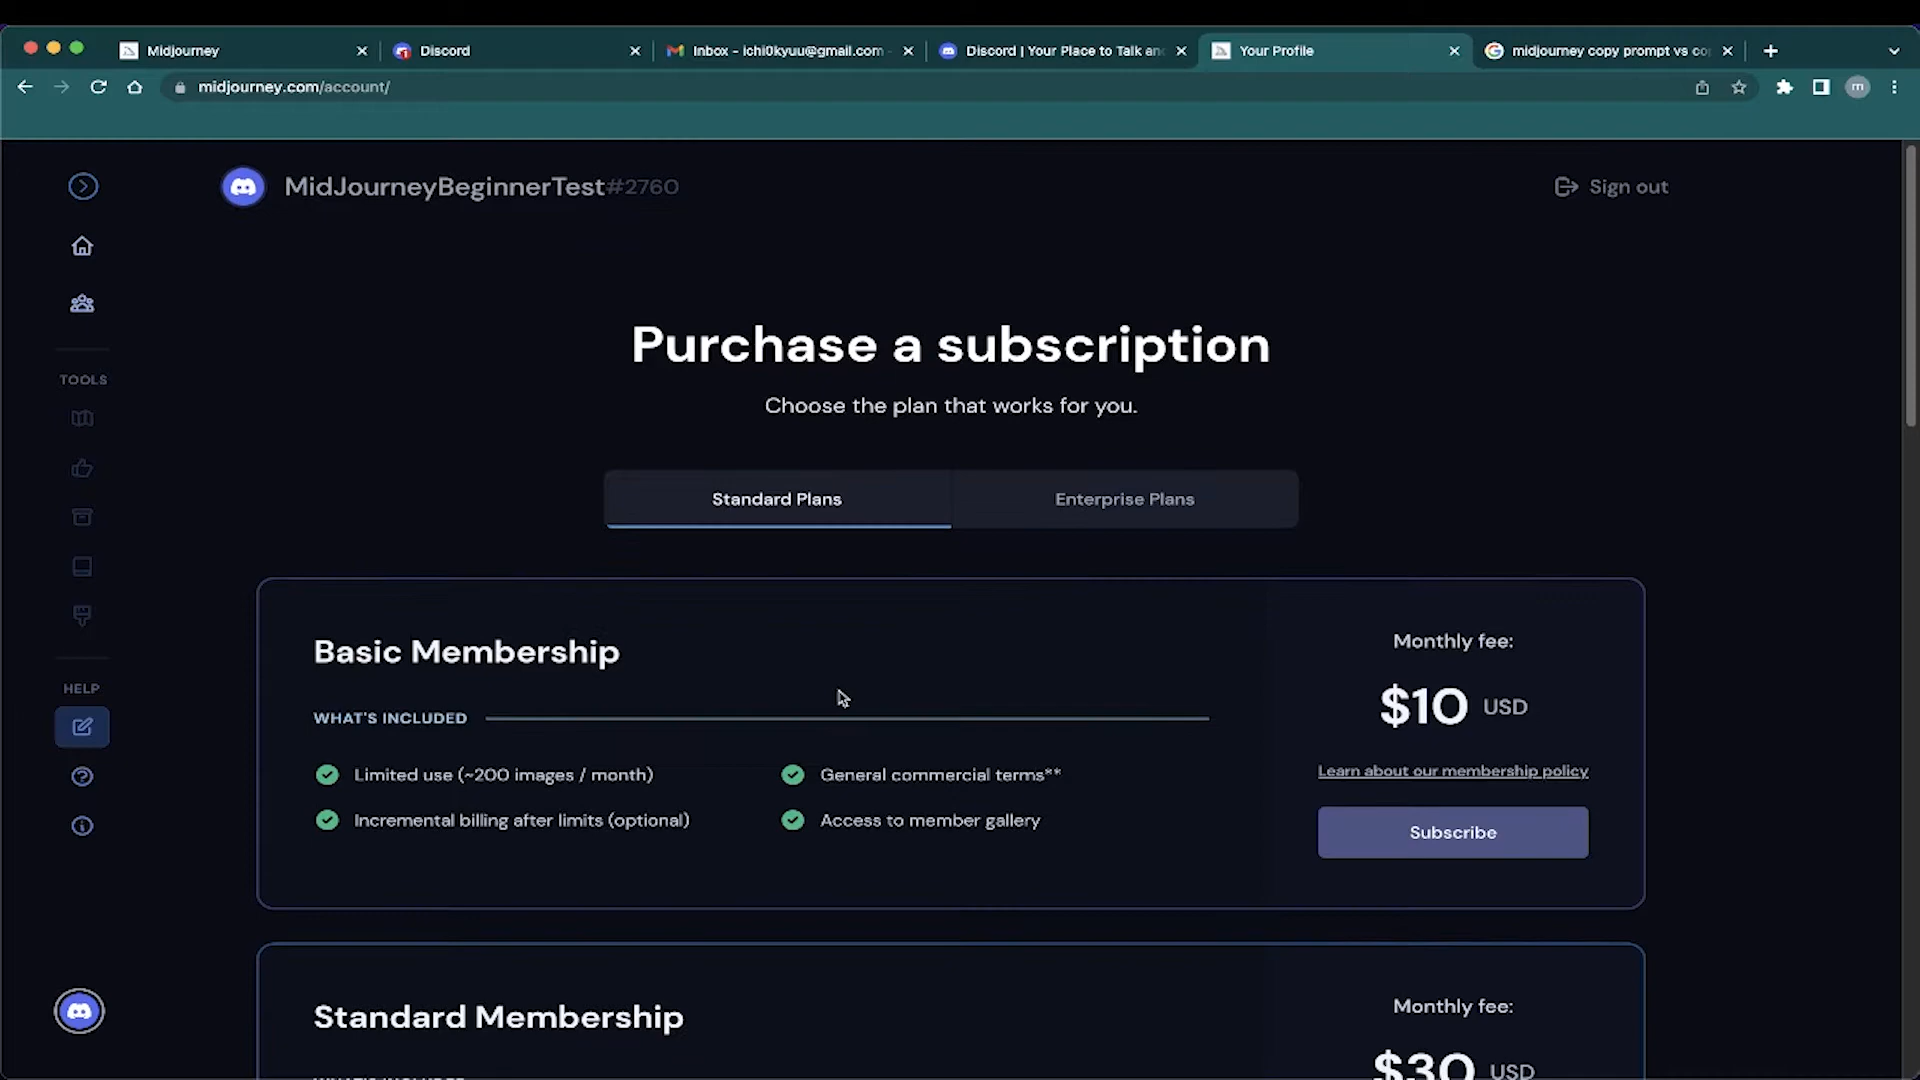 Midjourney
Discord
Inbox - ichi0kyuu@gmail.com -
Discord | Your Place to Talk an
Your Profile
midjourney copy prompt vs co
midjourney.com/account/
m
MidJourneyBeginnerTest#2760
Sign out
Purchase a subscription
Choose the plan that works for you.
TOOLS
Standard Plans
Enterprise Plans
Basic Membership
Monthly fee:
$10 USD
HELP
WHAT'S INCLUDED
Limited use (~200 images / month)
General commercial terms**
Learn about our membership policy
Incremental billing after limits (optional)
Access to member gallery
Subscribe
Standard Membership
Monthly fee:
$30 USD